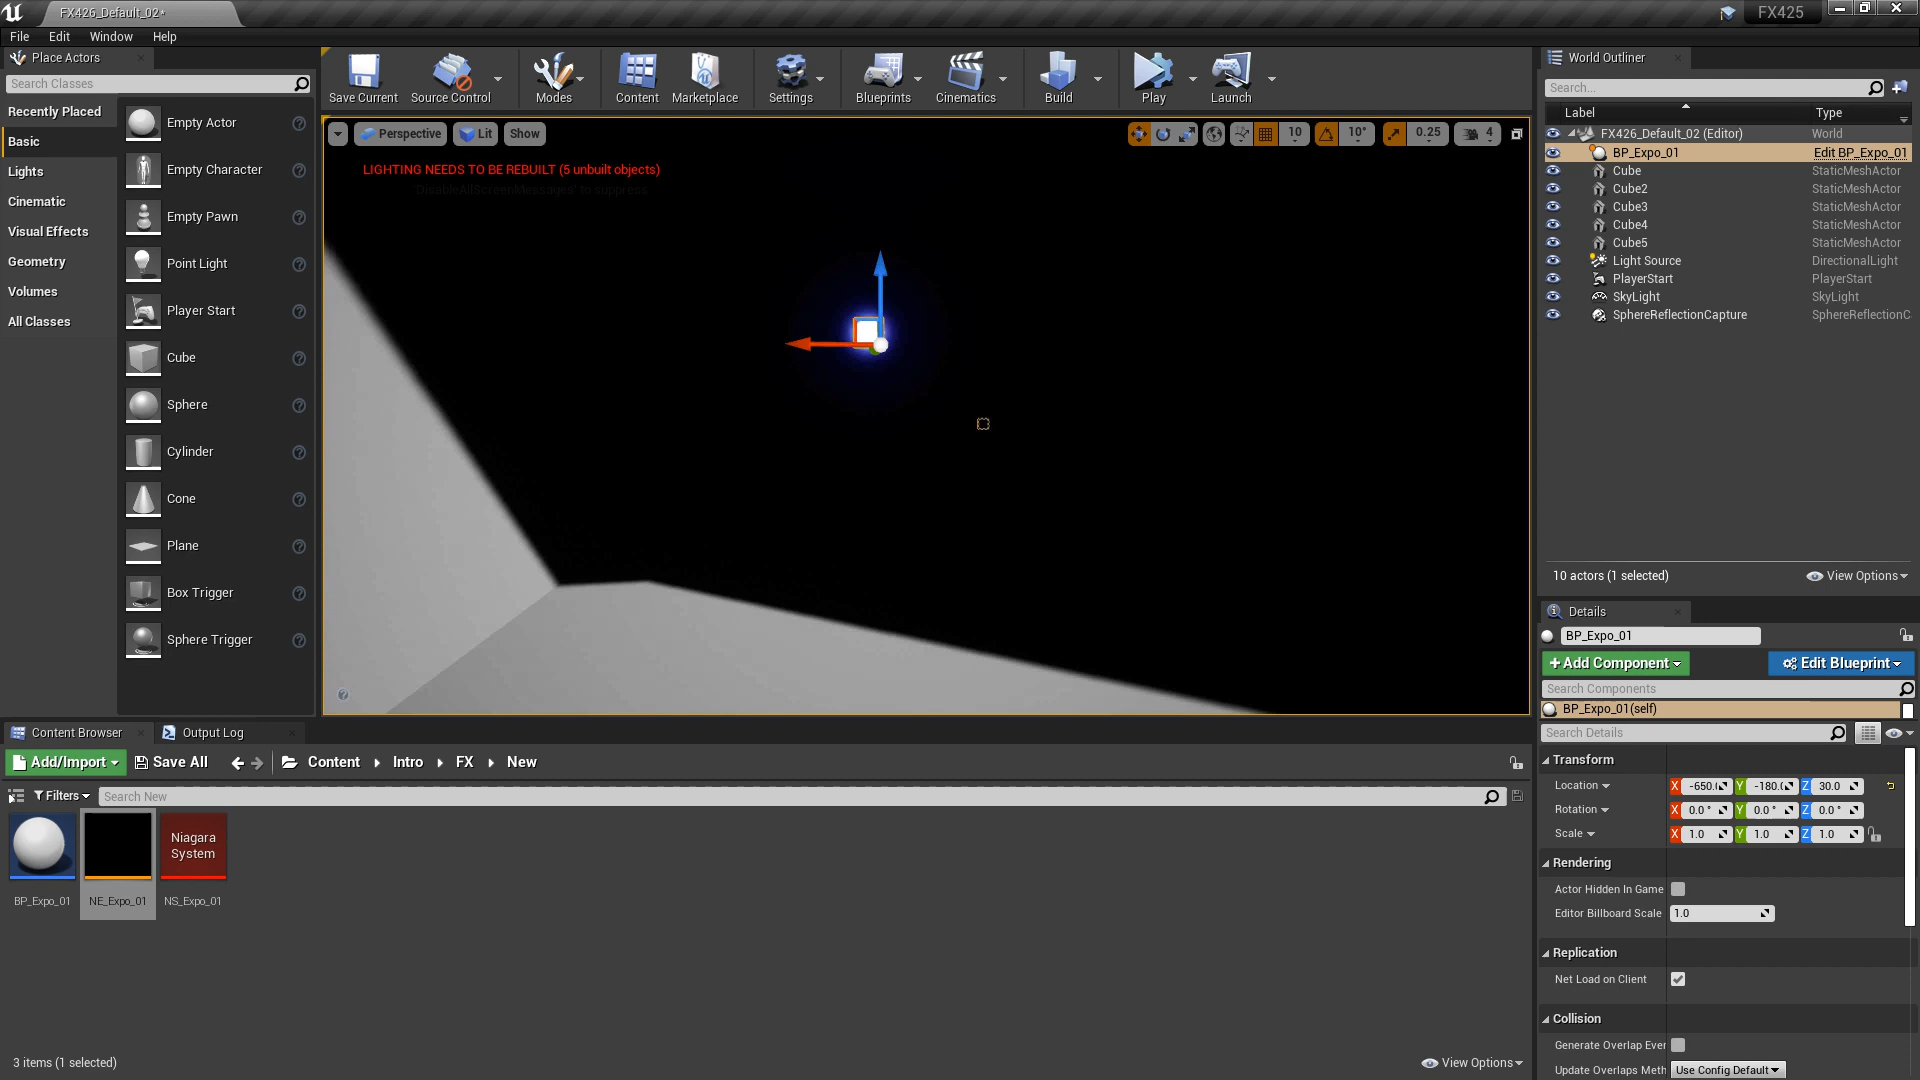 FX426_Default_02*
FX425
File Edit Window Help
Place Actors
Search Classes
Recently Placed
Basic
Lights
Cinematic
Visual Effects
Geometry
Volumes
All Classes
Empty Actor
Empty Character
Empty Pawn
Point Light
Player Start
Cube
Sphere
Cylinder
Cone
Plane
Box Trigger
Sphere Trigger
Save Current Source Control Modes Content Marketplace Settings Blueprints Cinematics Build Play Launch
Perspective Lit Show
10 10° 0.25 4
LIGHTING NEEDS TO BE REBUILT (5 unbuilt objects)
'DisableAllScreenMessages' to suppress
World Outliner
Search...
Label Type
FX426_Default_02 (Editor) World
BP_Expo_01 Edit BP_Expo_01
Cube StaticMeshActor
Cube2 StaticMeshActor
Cube3 StaticMeshActor
Cube4 StaticMeshActor
Cube5 StaticMeshActor
Light Source DirectionalLight
PlayerStart PlayerStart
SkyLight SkyLight
SphereReflectionCapture SphereReflectionC
10 actors (1 selected) View Options
Details
BP_Expo_01
+Add Component Edit Blueprint
Search Components
BP_Expo_01(self)
Search Details
Transform
Location X -650.( Y -180.( Z 30.0
Rotation X 0.0 ° Y 0.0 ° Z 0.0 °
Scale X 1.0 Y 1.0 Z 1.0
Rendering
Actor Hidden In Game
Editor Billboard Scale 1.0
Replication
Net Load on Client
Collision
Generate Overlap Ever
Update Overlaps Meth Use Config Default
Content Browser Output Log
Add/Import Save All Content Intro FX New
Filters Search New
Niagara
System
BP_Expo_01 NE_Expo_01 NS_Expo_01
3 items (1 selected) View Options